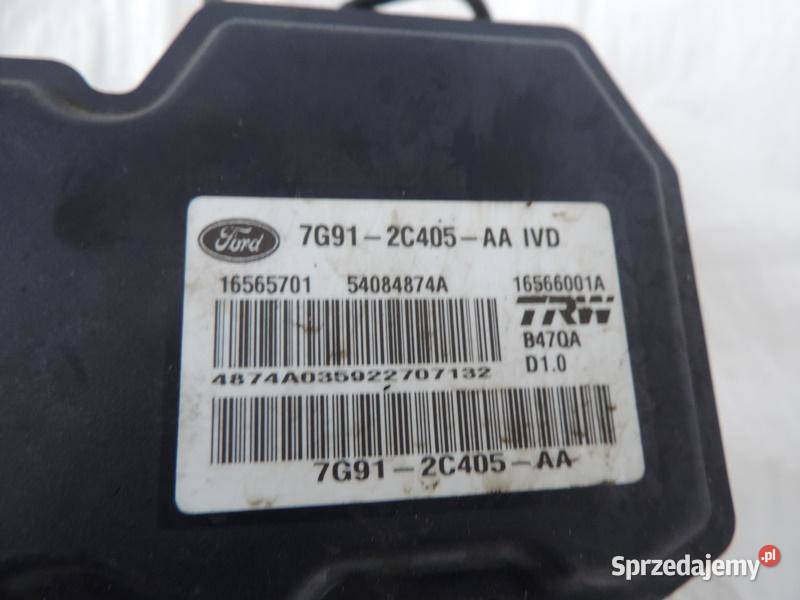 Ford 7G91-2C405-AA IVD
16565701 54084874A 16566001A
TRW
B47QA
4874A035922707132
D1.0
7G91-2C405-AA
Sprzedajemy.pl